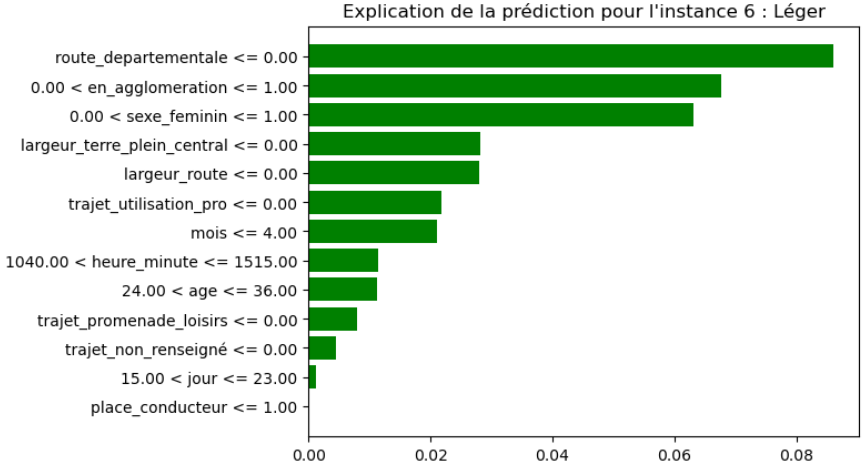 Explication de la prédiction pour l'instance 6 : Léger
route_departementale <= 0.00
0.00 < en_agglomeration <= 1.00
0.00 < sexe_feminin <= 1.00
largeur_terre_plein_central <= 0.00
largeur_route <= 0.00
trajet_utilisation_pro <= 0.00
mois <= 4.00
1040.00 < heure_minute <= 1515.00
24.00 < age <= 36.00
trajet_promenade_loisirs <= 0.00
trajet_non_renseigné <= 0.00
15.00 < jour <= 23.00
place_conducteur <= 1.00
0.00 0.02 0.04 0.06 0.08